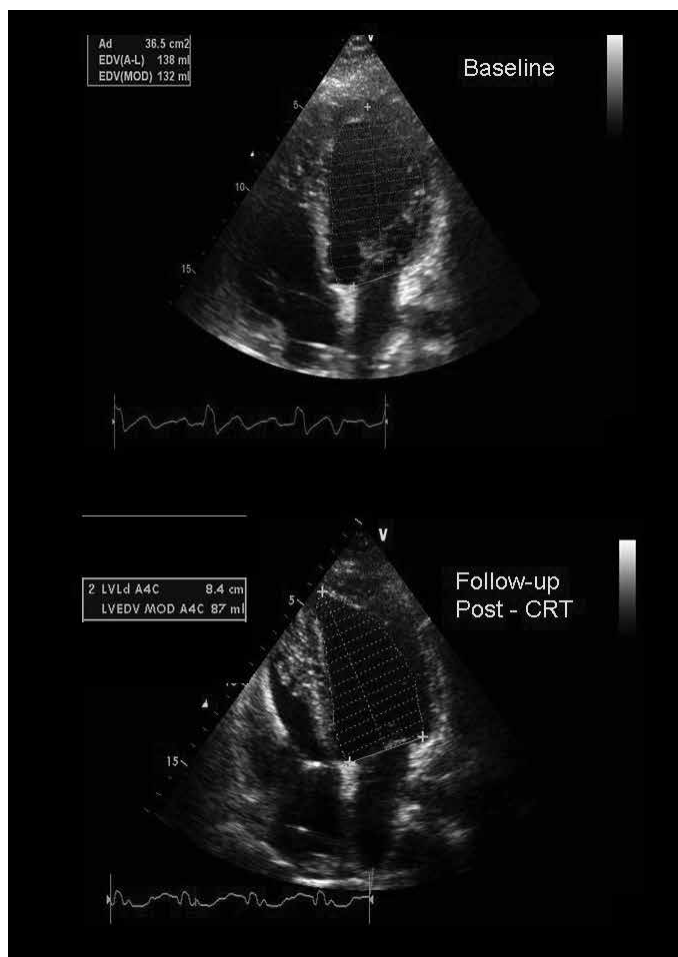 Ad 36.5 cm2
EDV(A-L) 138 ml
EDV(MOD) 132 ml
V
Baseline
5
10
15
2 LVLd A4C 8.4 cm
LVEDV MOD A4C 87 ml
V
Follow-up
Post - CRT
5
15